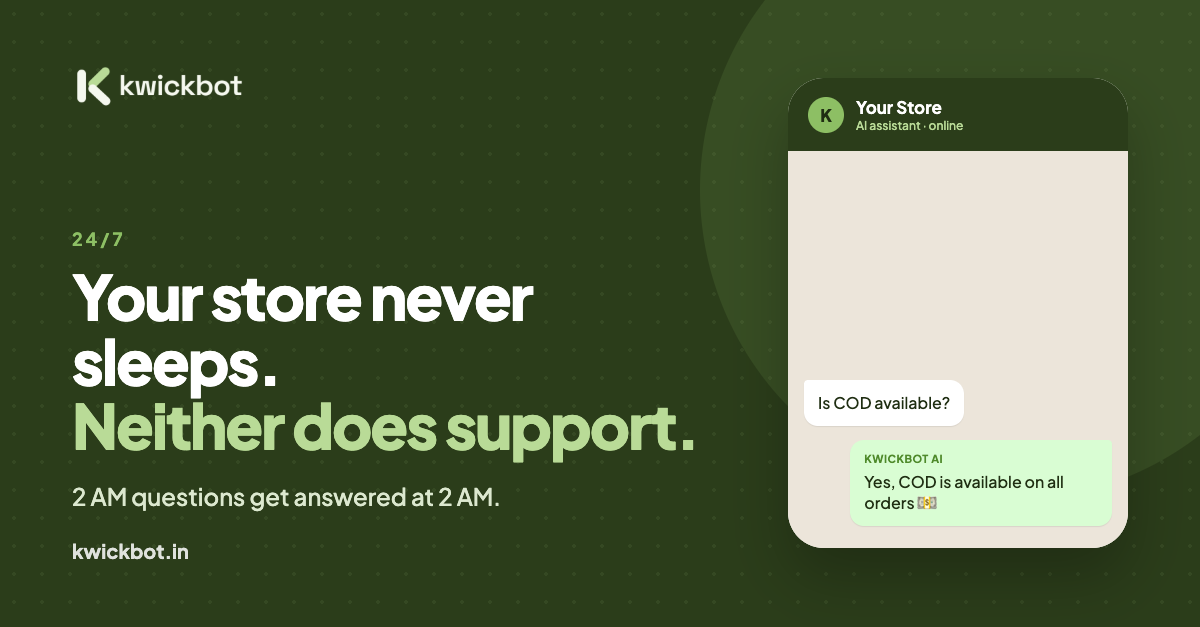 kwickbot
24/7
Your store never
sleeps.
Neither does support.
2 AM questions get answered at 2 AM.
kwickbot.in
K
Your Store
AI assistant · online
Is COD available?
KWICKBOT AI
Yes, COD is available on all
orders 💵